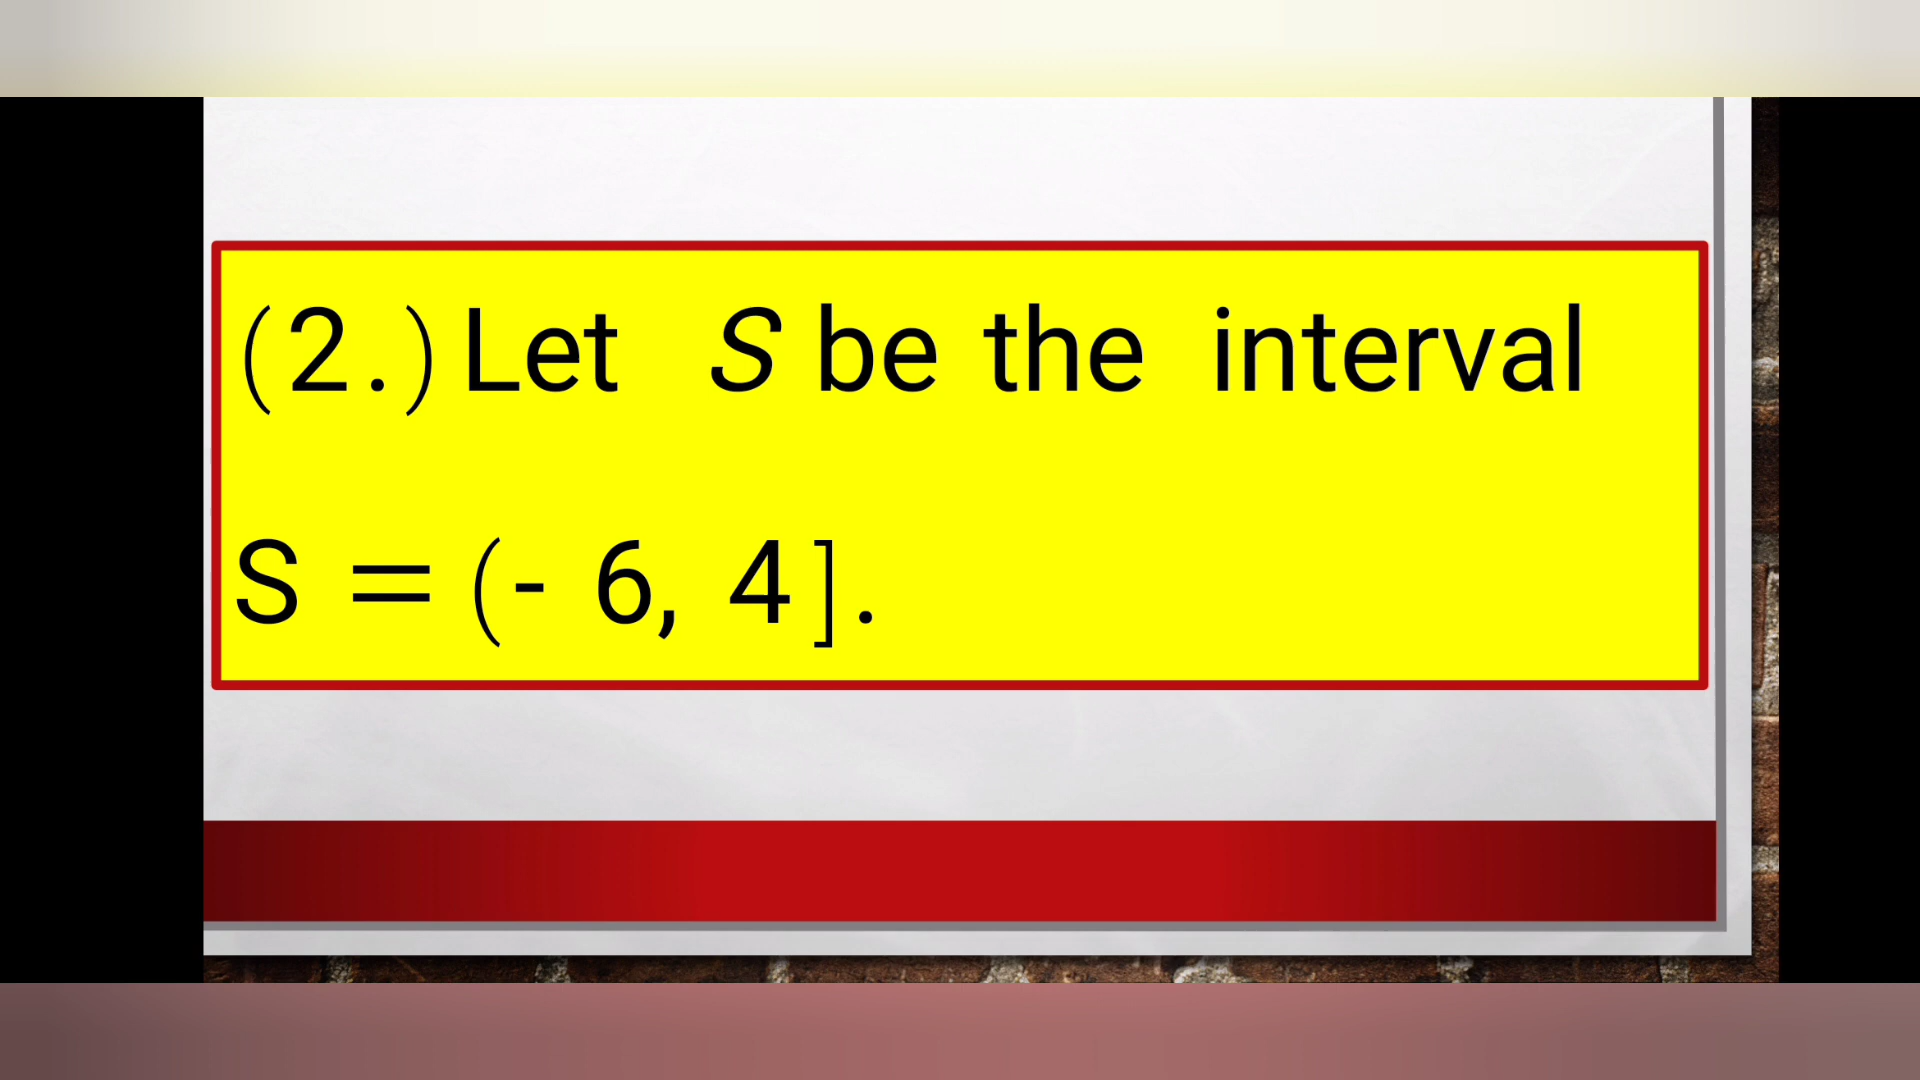 (2.) Let S be the interval
S = (- 6, 4].